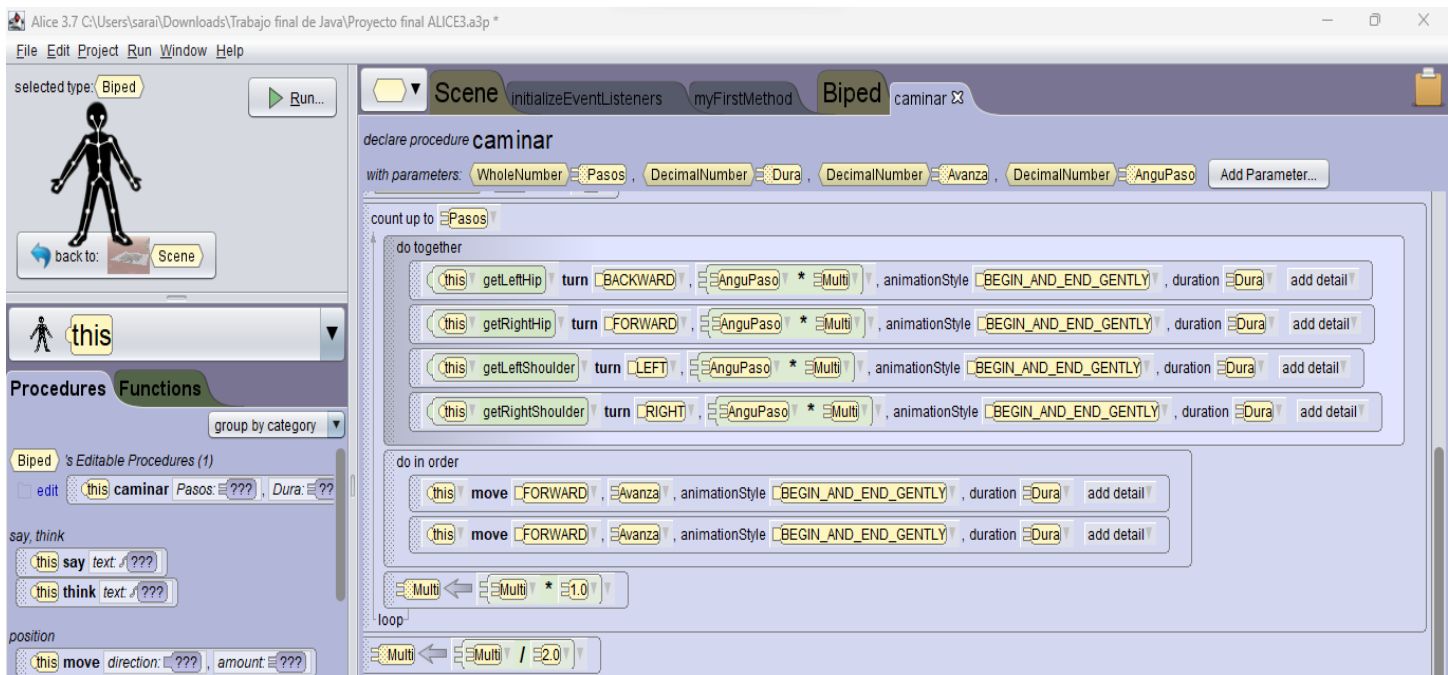 Alice 3.7 C:\Users\sarai\Downloads\Trabajo final de Java\Proyecto final ALICE3.a3p *
File Edit Project Run Window Help
selected type: Biped
Run...
back to: Scene
this
Procedures Functions
group by category
Biped 's Editable Procedures (1)
edit this caminar Pasos: ??? , Dura: ??
say, think
this say text: ???
this think text: ???
position
this move direction: ??? , amount: ???
Scene initializeEventListeners myFirstMethod Biped caminar
declare procedure caminar
with parameters: WholeNumber Pasos , DecimalNumber Dura , DecimalNumber Avanza , DecimalNumber AnguPaso Add Parameter...
count up to Pasos
do together
this getLeftHip turn BACKWARD , AnguPaso * Multi , animationStyle BEGIN_AND_END_GENTLY , duration Dura add detail
this getRightHip turn FORWARD , AnguPaso * Multi , animationStyle BEGIN_AND_END_GENTLY , duration Dura add detail
this getLeftShoulder turn LEFT , AnguPaso * Multi , animationStyle BEGIN_AND_END_GENTLY , duration Dura add detail
this getRightShoulder turn RIGHT , AnguPaso * Multi , animationStyle BEGIN_AND_END_GENTLY , duration Dura add detail
do in order
this move FORWARD , Avanza , animationStyle BEGIN_AND_END_GENTLY , duration Dura add detail
this move FORWARD , Avanza , animationStyle BEGIN_AND_END_GENTLY , duration Dura add detail
Multi Multi * 1.0
loop
Multi Multi / 2.0